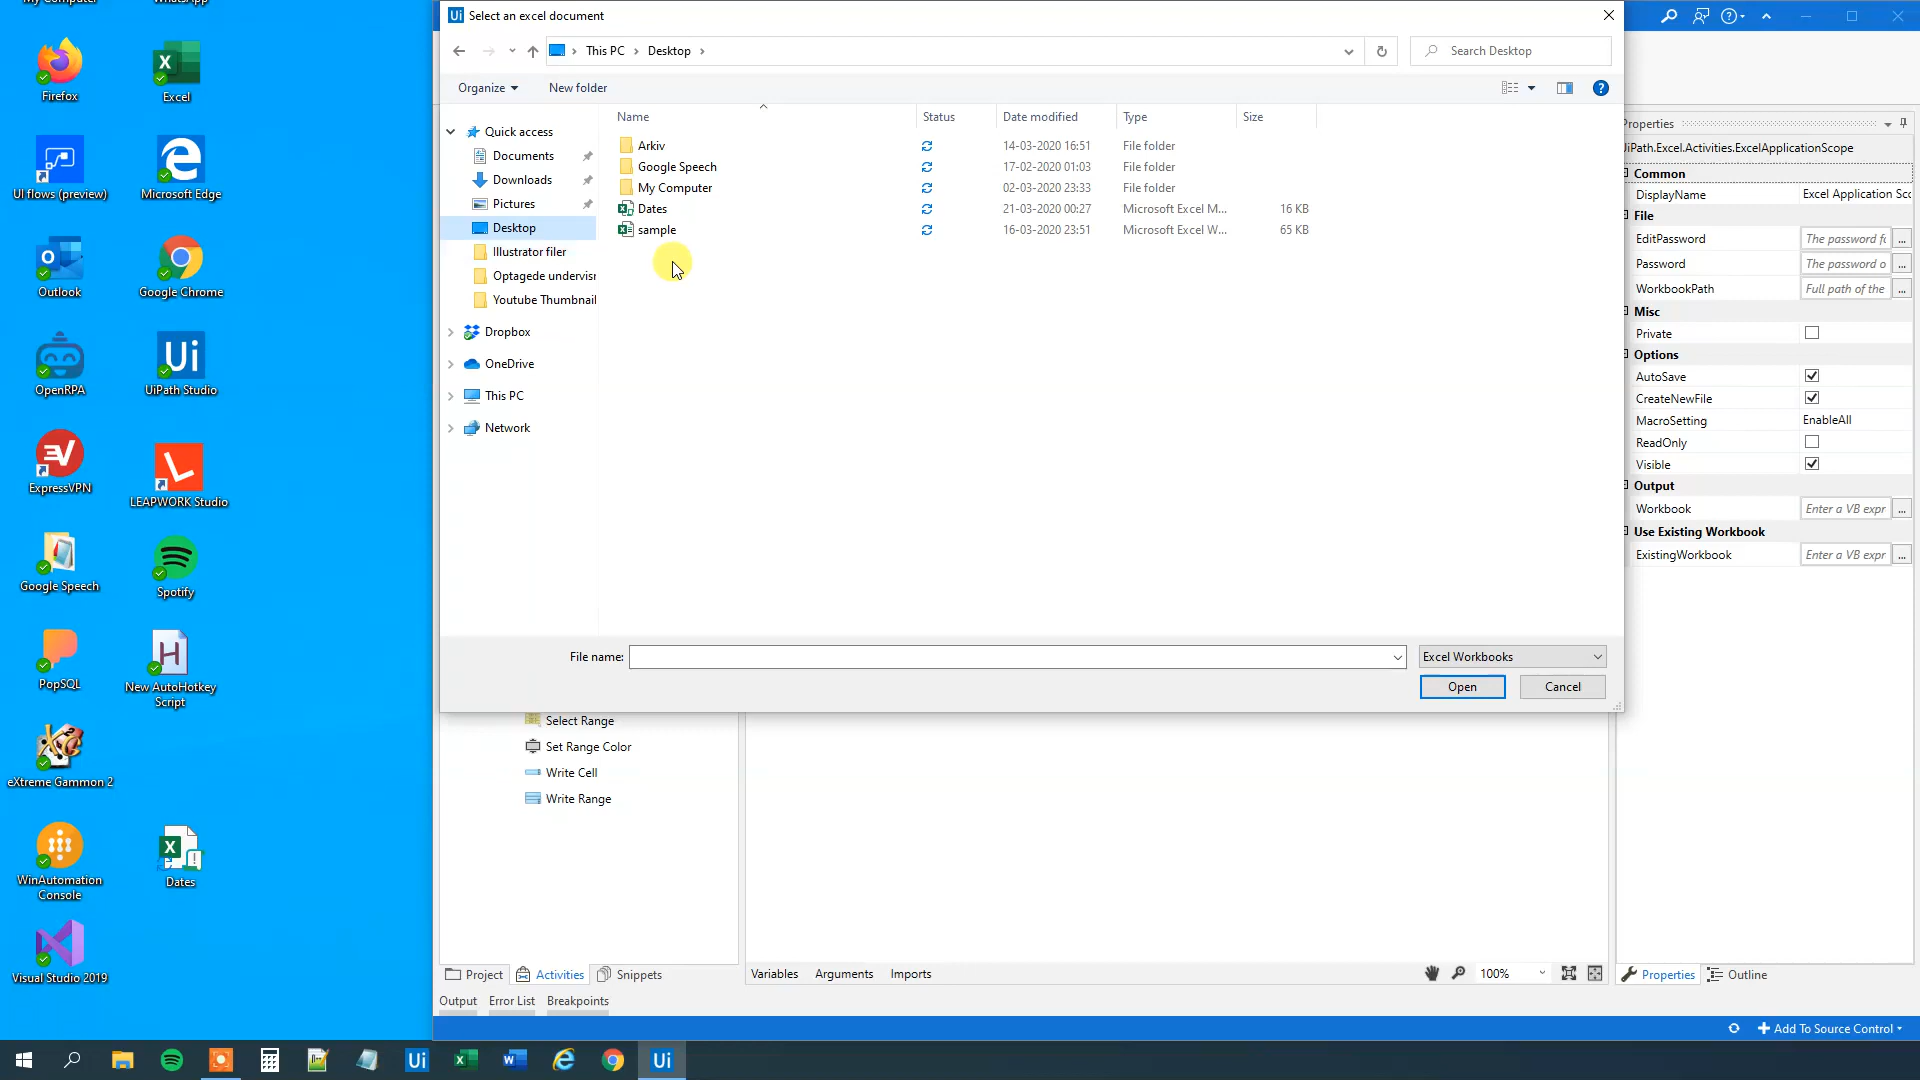 My Computer
WhatsApp
Firefox
Excel
UI flows (preview)
Microsoft Edge
Outlook
Google Chrome
OpenRPA
UiPath Studio
ExpressVPN
LEAPWORK Studio
Google Speech
Spotify
PopSQL
New AutoHotkey
Script
eXtreme Gammon 2
WinAutomation
Console
Dates
Visual Studio 2019
Ui Select an excel document
This PC
Desktop
Search Desktop
Organize
New folder
Quick access
Documents
Downloads
Pictures
Desktop
Illustrator filer
Optagede undervisr
Youtube Thumbnail
Dropbox
OneDrive
This PC
Network
Name Status Date modified Type Size
Arkiv 14-03-2020 16:51 File folder
Google Speech 17-02-2020 01:03 File folder
My Computer 02-03-2020 23:33 File folder
Dates 21-03-2020 00:27 Microsoft Excel M... 16 KB
sample 16-03-2020 23:51 Microsoft Excel W... 65 KB
File name:
Excel Workbooks
Open
Cancel
Select Range
Set Range Color
Write Cell
Write Range
Project
Activities
Snippets
Output
Error List
Breakpoints
Variables
Arguments
Imports
100%
Properties
UiPath.Excel.Activities.ExcelApplicationScope
Common
DisplayName Excel Application Sco
File
EditPassword The password fo ...
Password The password o ...
WorkbookPath Full path of the ...
Misc
Private
Options
AutoSave
CreateNewFile
MacroSetting EnableAll
ReadOnly
Visible
Output
Workbook Enter a VB expr ...
Use Existing Workbook
ExistingWorkbook Enter a VB expr ...
Properties
Outline
Add To Source Control